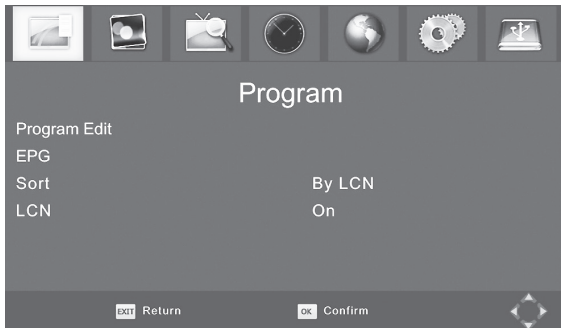 Program
Program Edit
EPG
Sort By LCN
LCN On
EXIT Return OK Confirm